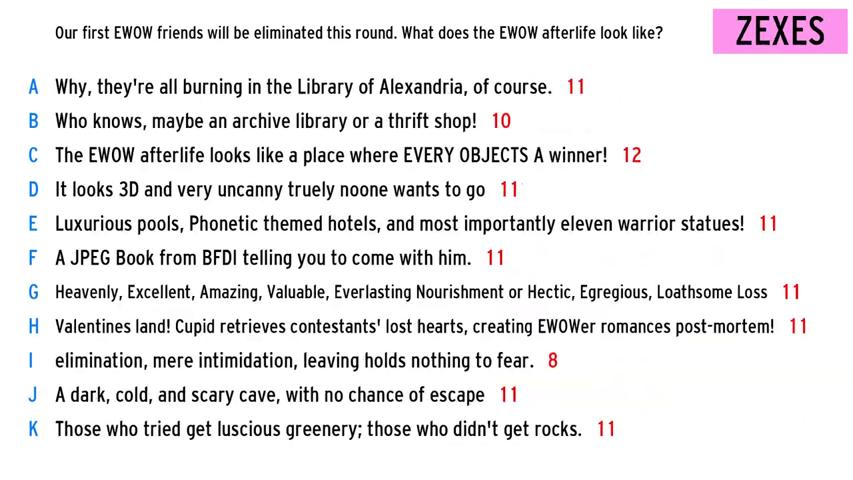 Our first EWOW friends will be eliminated this round. What does the EWOW afterlife look like?
ZEXES
A Why, they're all burning in the Library of Alexandria, of course. 11
B Who knows, maybe an archive library or a thrift shop! 10
C The EWOW afterlife looks like a place where EVERY OBJECTS A winner! 12
D It looks 3D and very uncanny truely noone wants to go 11
E Luxurious pools, Phonetic themed hotels, and most importantly eleven warrior statues! 11
F A JPEG Book from BFDI telling you to come with him. 11
G Heavenly, Excellent, Amazing, Valuable, Everlasting Nourishment or Hectic, Egregious, Loathsome Loss 11
H Valentines land! Cupid retrieves contestants' lost hearts, creating EWOWer romances post-mortem! 11
I elimination, mere intimidation, leaving holds nothing to fear. 8
J A dark, cold, and scary cave, with no chance of escape 11
K Those who tried get luscious greenery; those who didn't get rocks. 11